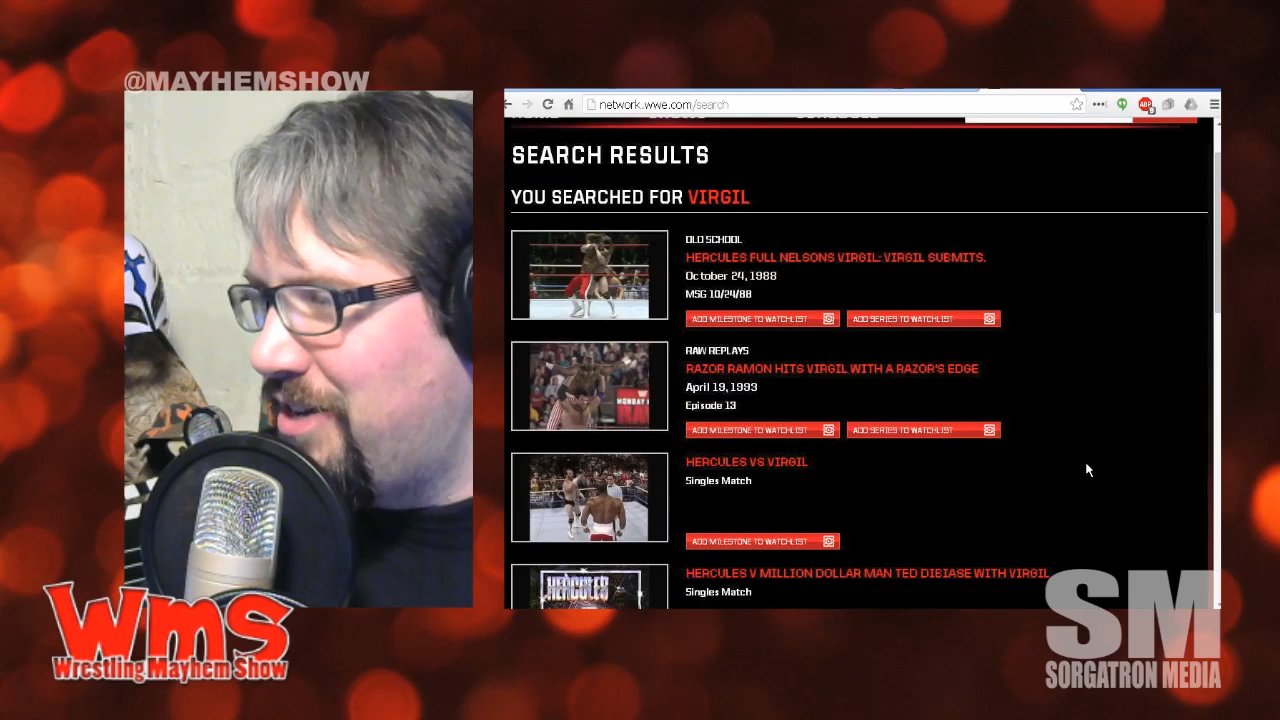 @MAYHEMSHOW
network.wwe.com/search
SEARCH RESULTS
YOU SEARCHED FOR VIRGIL
OLD SCHOOL
HERCULES FULL NELSONS VIRGIL: VIRGIL SUBMITS.
October 24, 1988
MSG 10/24/88
ADD MILESTONE TO WATCHLIST
ADD SERIES TO WATCHLIST
RAW REPLAYS
RAZOR RAMON HITS VIRGIL WITH A RAZOR'S EDGE
April 19, 1993
Episode 13
ADD MILESTONE TO WATCHLIST
ADD SERIES TO WATCHLIST
HERCULES VS VIRGIL
Singles Match
ADD MILESTONE TO WATCHLIST
HERCULES V MILLION DOLLAR MAN TED DIBIASE WITH VIRGIL
Singles Match
HERCULES
ABP
WMS
Wrestling Mayhem Show
SM
SORGATRON MEDIA